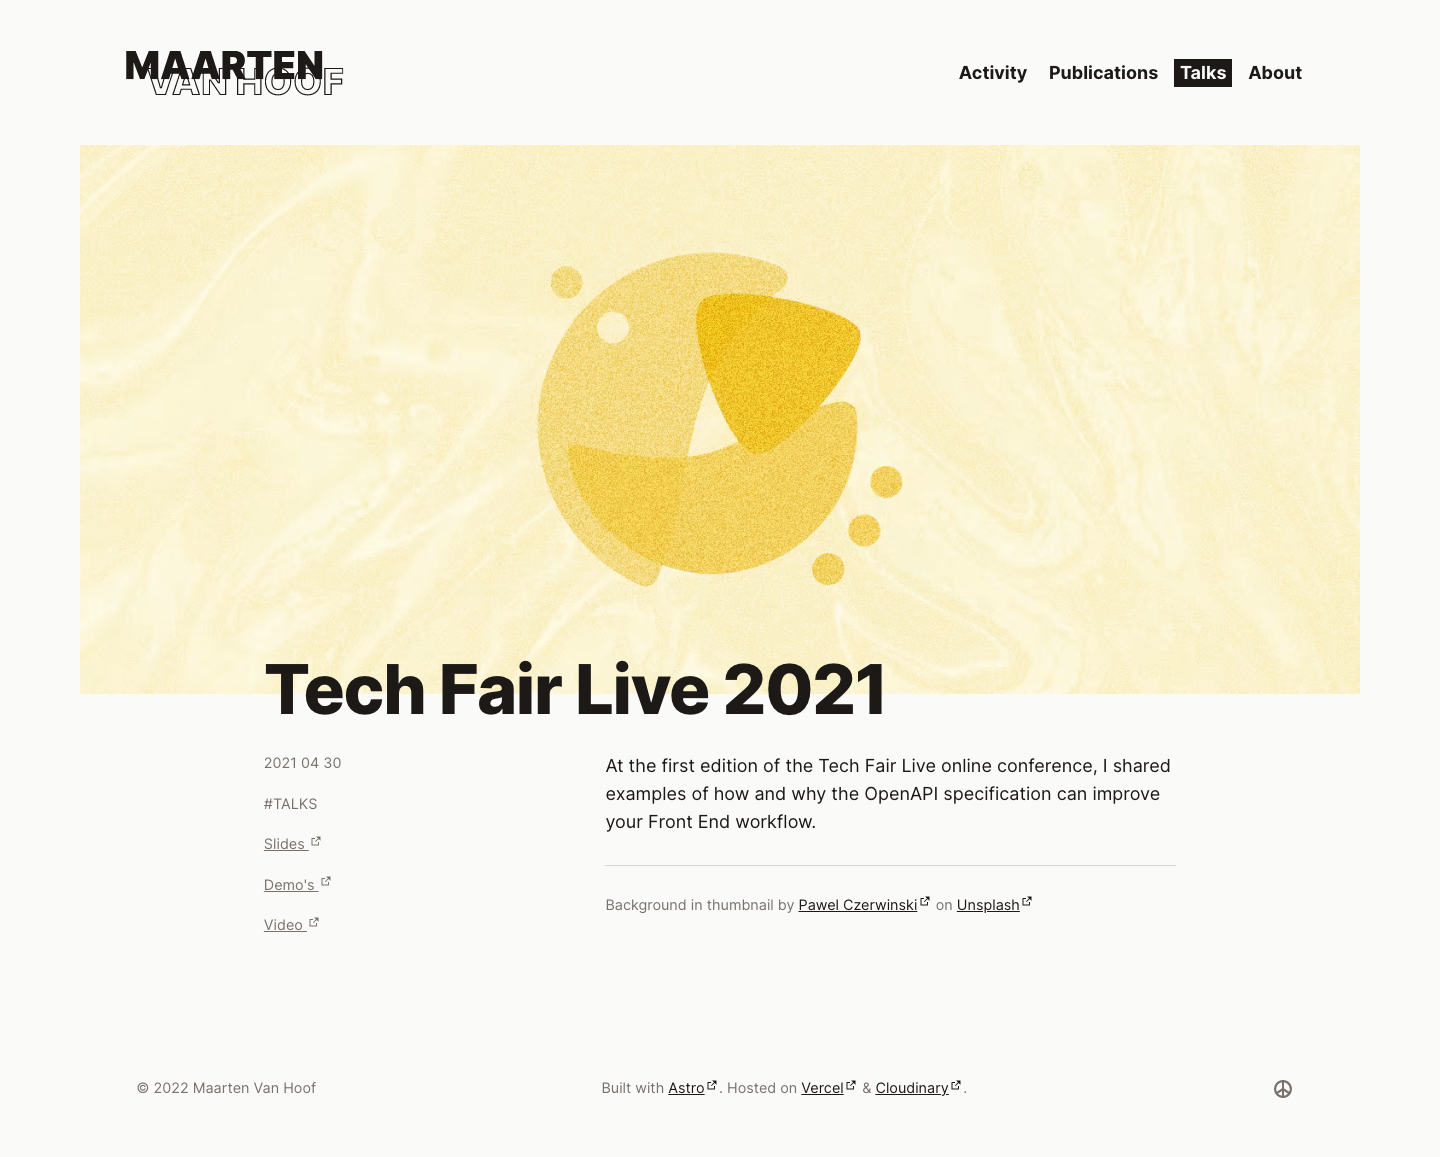 MAARTEN
VAN HOOF
Activity Publications Talks About
Tech Fair Live 2021
2021 04 30
#TALKS
Slides
Demo's
Video
At the first edition of the Tech Fair Live online conference, I shared
examples of how and why the OpenAPI specification can improve
your Front End workflow.
Background in thumbnail by Pawel Czerwinski on Unsplash
© 2022 Maarten Van Hoof
Built with Astro. Hosted on Vercel & Cloudinary.